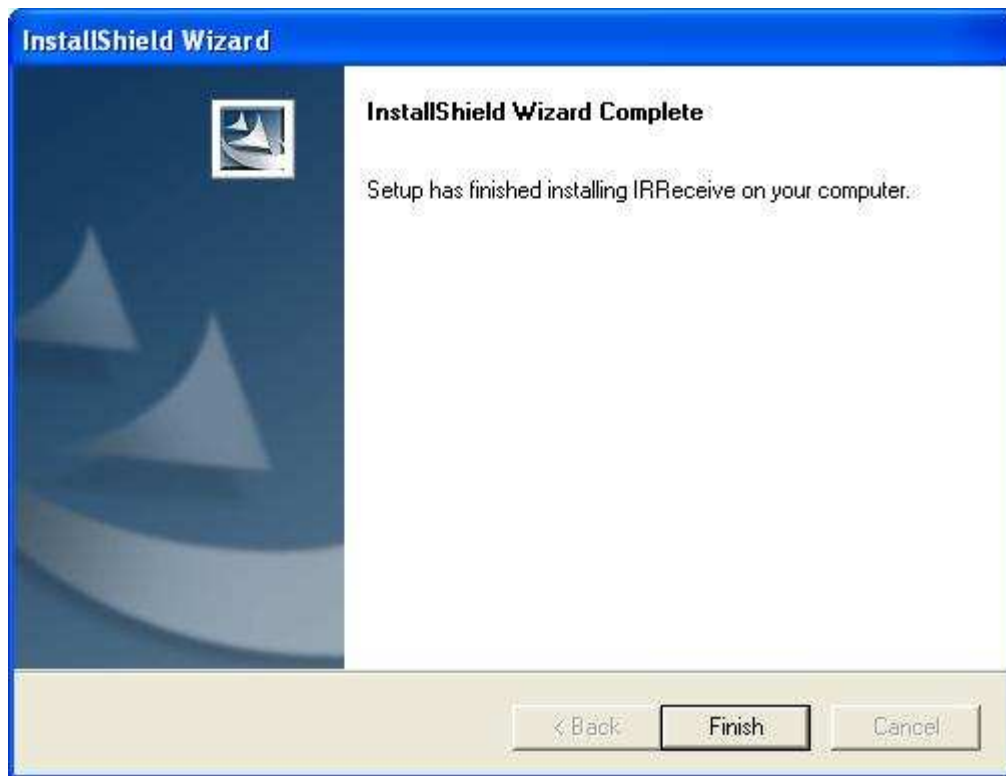 InstallShield Wizard
InstallShield Wizard Complete
Setup has finished installing IRReceive on your computer.
< Back
Finish
Cancel